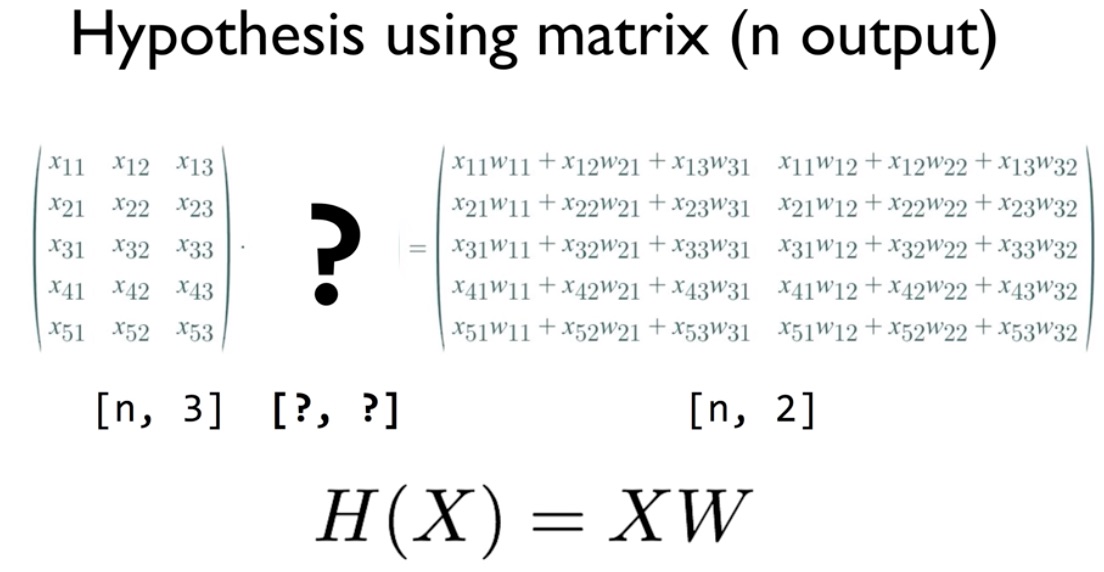 Hypothesis using matrix (n output)
x11 x12 x13 x11w11 + x12w21 + x13w31 x11w12 + x12w22 + x13w32
x21 x22 x23 x21w11 + x22w21 + x23w31 x21w12 + x22w22 + x23w32
x31 x32 x33 · ? = x31w11 + x32w21 + x33w31 x31w12 + x32w22 + x33w32
x41 x42 x43 x41w11 + x42w21 + x43w31 x41w12 + x42w22 + x43w32
x51 x52 x53 x51w11 + x52w21 + x53w31 x51w12 + x52w22 + x53w32
[n, 3] [?, ?] [n, 2]
H(X) = XW